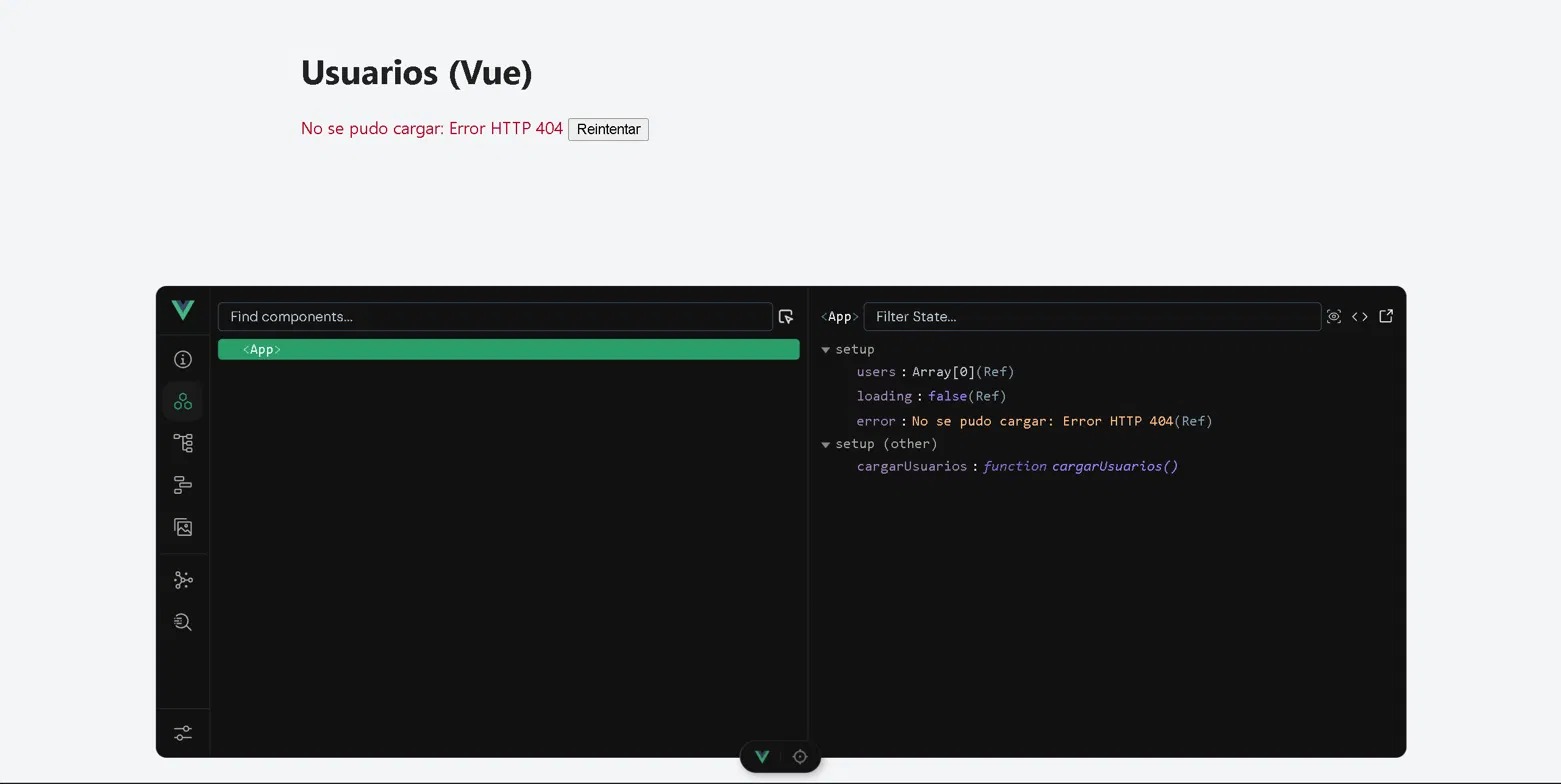 Usuarios (Vue)
No se pudo cargar: Error HTTP 404 Reintentar
Find components...
<App>
<App> Filter State...
setup
users : Array[0](Ref)
loading : false(Ref)
error : No se pudo cargar: Error HTTP 404(Ref)
setup (other)
cargarUsuarios : function cargarUsuarios()